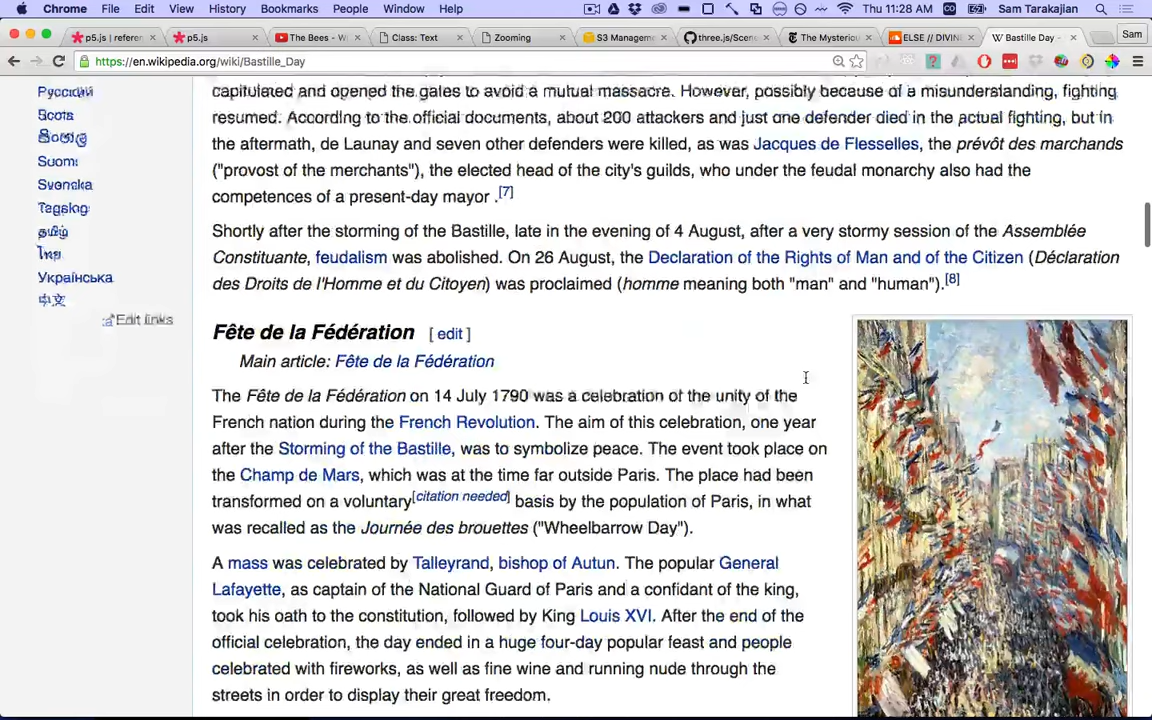 Chrome File Edit View History Bookmarks People Window Help Thu 11:28 AM Sam Tarakajian
p5.js | referen p5.js The Bees - W Class: Text Zooming S3 Manageme three.js/Scene The Mysteriou ELSE // DIVIN Bastille Day - Sam
https://en.wikipedia.org/wiki/Bastille_Day
Русский
Scots
Suomi
Svenska
Tagalog
தமிழ்
ไทย
Українська
中文
Edit links
capitulated and opened the gates to avoid a mutual massacre. However, possibly because of a misunderstanding, fighting
resumed. According to the official documents, about 200 attackers and just one defender died in the actual fighting, but in
the aftermath, de Launay and seven other defenders were killed, as was Jacques de Flesselles, the prévôt des marchands
("provost of the merchants"), the elected head of the city's guilds, who under the feudal monarchy also had the
competences of a present-day mayor .[7]
Shortly after the storming of the Bastille, late in the evening of 4 August, after a very stormy session of the Assemblée
Constituante, feudalism was abolished. On 26 August, the Declaration of the Rights of Man and of the Citizen (Déclaration
des Droits de l'Homme et du Citoyen) was proclaimed (homme meaning both "man" and "human").[8]
Fête de la Fédération [ edit ]
Main article: Fête de la Fédération
The Fête de la Fédération on 14 July 1790 was a celebration of the unity of the
French nation during the French Revolution. The aim of this celebration, one year
after the Storming of the Bastille, was to symbolize peace. The event took place on
the Champ de Mars, which was at the time far outside Paris. The place had been
transformed on a voluntary[citation needed] basis by the population of Paris, in what
was recalled as the Journée des brouettes ("Wheelbarrow Day").
A mass was celebrated by Talleyrand, bishop of Autun. The popular General
Lafayette, as captain of the National Guard of Paris and a confidant of the king,
took his oath to the constitution, followed by King Louis XVI. After the end of the
official celebration, the day ended in a huge four-day popular feast and people
celebrated with fireworks, as well as fine wine and running nude through the
streets in order to display their great freedom.